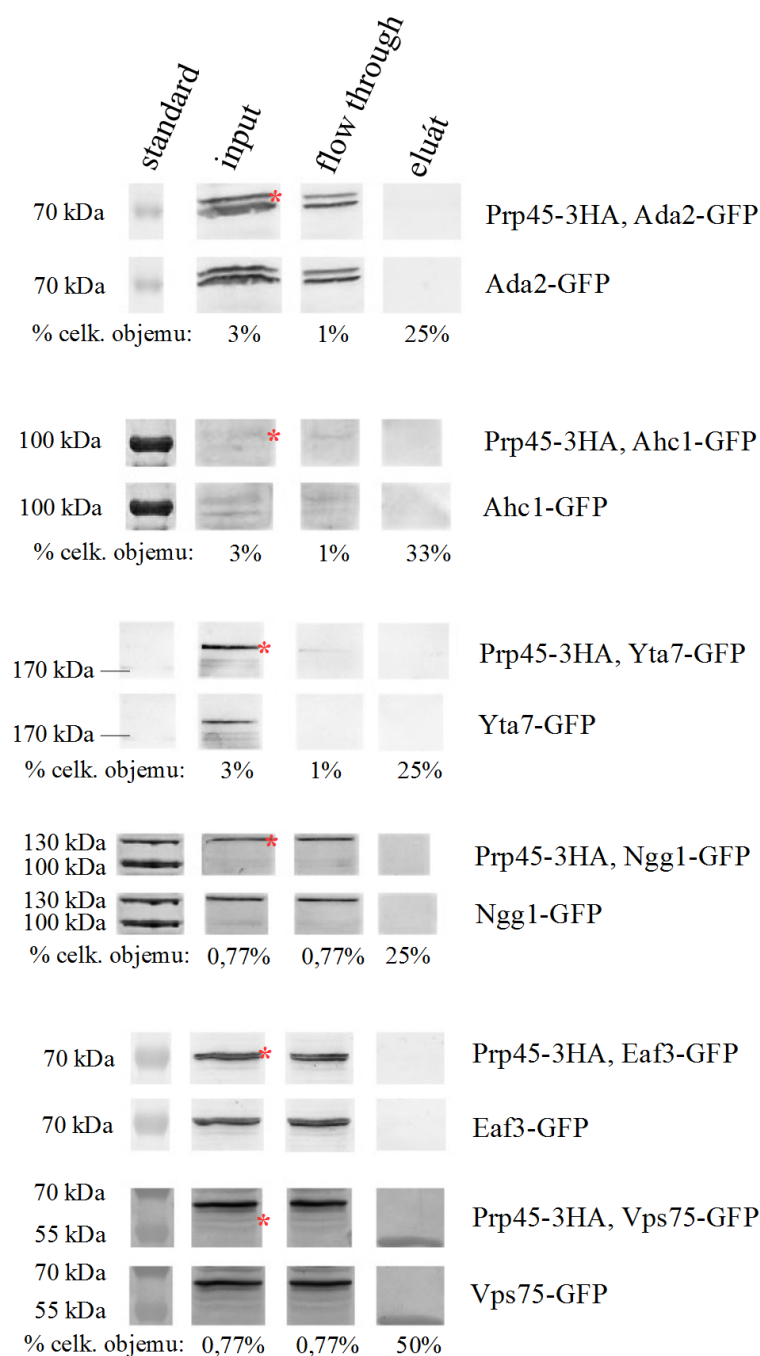 standard input flow through eluát
70 kDa Prp45-3HA, Ada2-GFP
70 kDa Ada2-GFP
% celk. objemu: 3% 1% 25%
100 kDa Prp45-3HA, Ahc1-GFP
100 kDa Ahc1-GFP
% celk. objemu: 3% 1% 33%
170 kDa Prp45-3HA, Yta7-GFP
170 kDa Yta7-GFP
% celk. objemu: 3% 1% 25%
130 kDa
100 kDa Prp45-3HA, Ngg1-GFP
130 kDa
100 kDa Ngg1-GFP
% celk. objemu: 0,77% 0,77% 25%
70 kDa Prp45-3HA, Eaf3-GFP
70 kDa Eaf3-GFP
70 kDa
55 kDa Prp45-3HA, Vps75-GFP
70 kDa
55 kDa Vps75-GFP
% celk. objemu: 0,77% 0,77% 50%